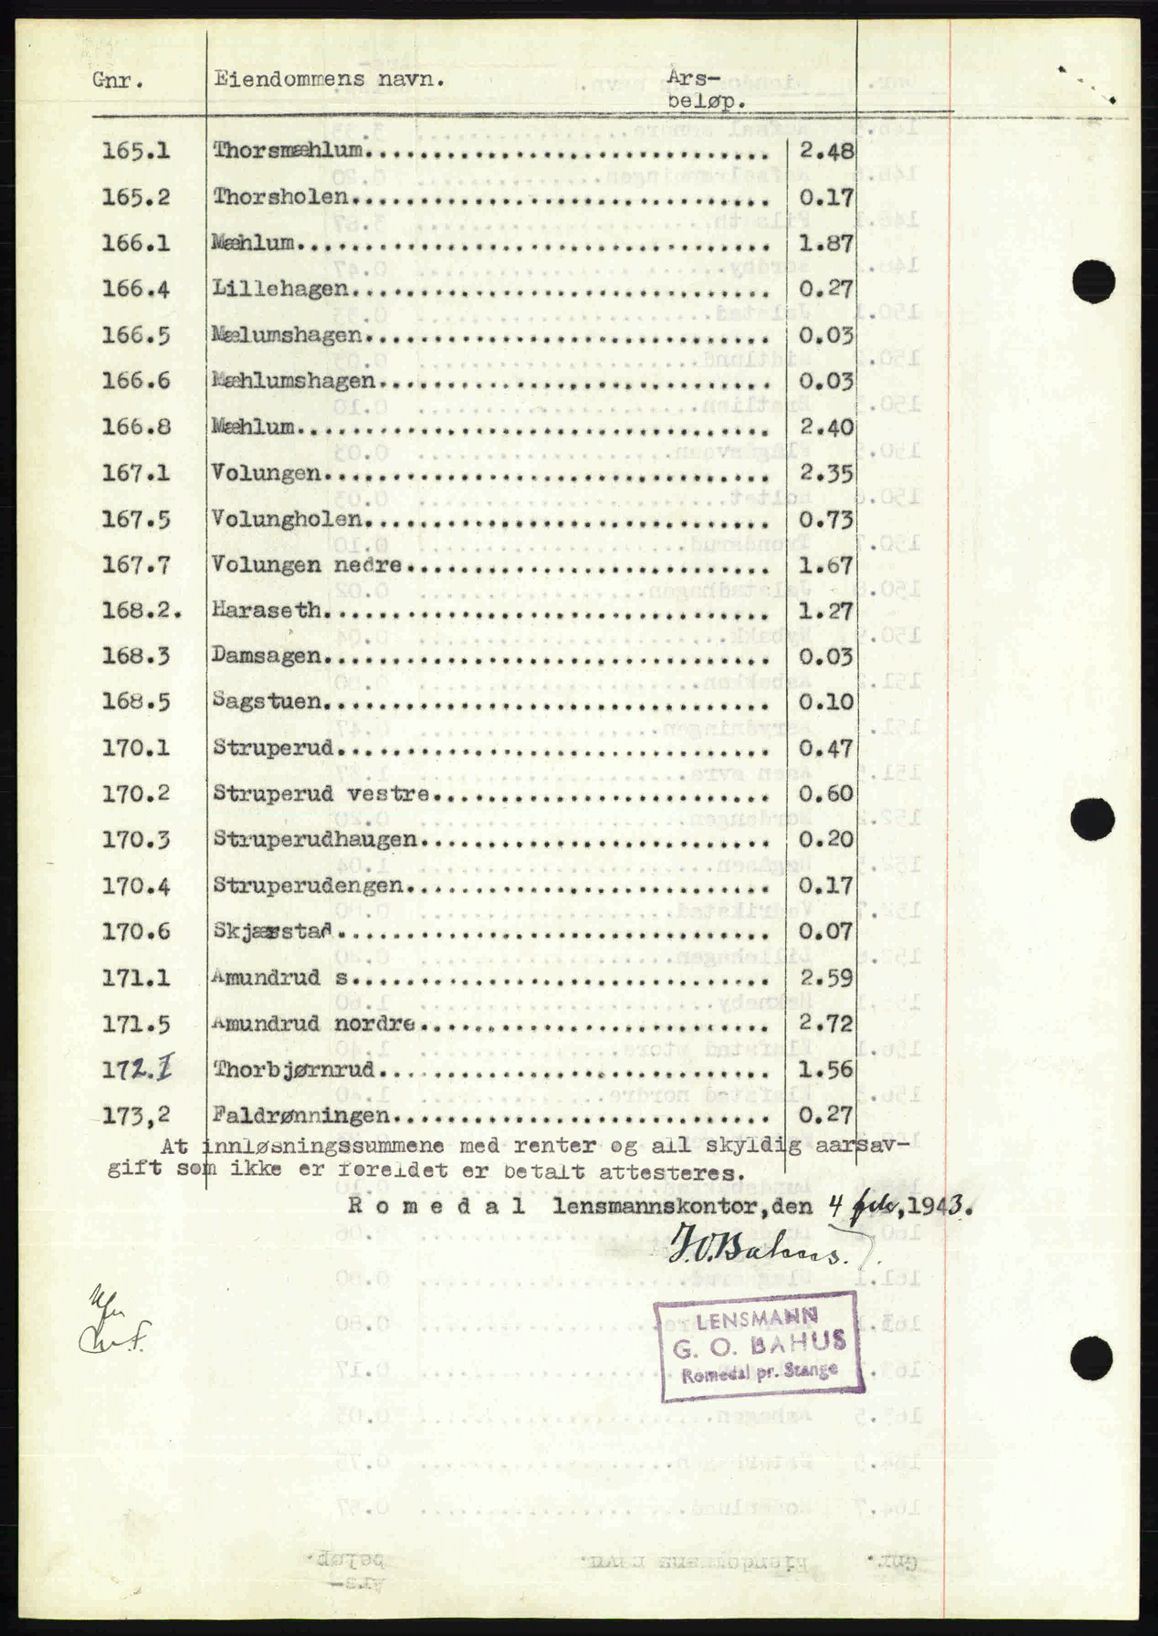 Gnr. Eiendommens navn. Års-
beløp.
165.1 Thorsmæhlum.............................. 2.48
165.2 Thorsholen............................... 0.17
166.1 Mæhlum................................... 1.87
166.4 Lillehagen............................... 0.27
166.5 Mælumshagen.............................. 0.03
166.6 Mæhlumshagen............................. 0.03
166.8 Mæhlum................................... 2.40
167.1 Volungen................................. 2.35
167.5 Volungholen.............................. 0.73
167.7 Volungen nedre........................... 1.67
168.2. Haraseth................................. 1.27
168.3 Damsagen................................. 0.03
168.5 Sagstuen................................. 0.10
170.1 Struperud................................ 0.47
170.2 Struperud vestre......................... 0.60
170.3 Struperudhaugen.......................... 0.20
170.4 Struperudengen........................... 0.17
170.6 Skjærstad................................ 0.07
171.1 Amundrud s............................... 2.59
171.5 Amundrud nordre.......................... 2.72
172.1 Thorbjørnrud............................. 1.56
173,2 Faldrønningen............................ 0.27
At innløsningssummene med renter og all skyldig aarsav-
gift som ikke er foreldet er betalt attesteres.
R o m e d a l lensmannskontor,den 4 feb,1943.
J.O.Bahus.
LENSMANN
G. O. BAHUS
Romedal pr. Stange